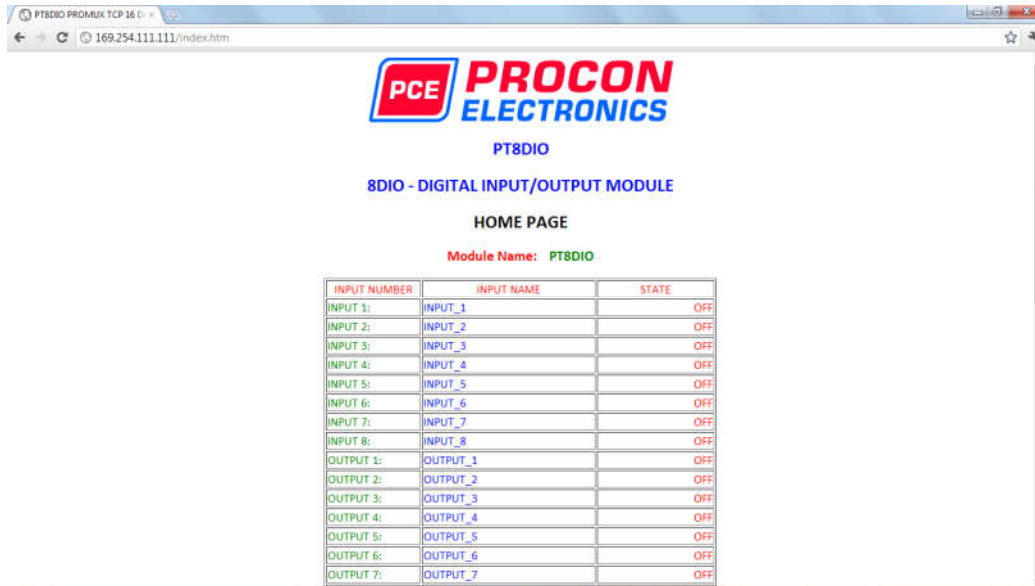 PT8DIO PROMUX TCP 16 D
169.254.111.111/index.htm
PCE PROCON
ELECTRONICS
PT8DIO
8DIO - DIGITAL INPUT/OUTPUT MODULE
HOME PAGE
Module Name: PT8DIO
INPUT NUMBER INPUT NAME STATE
INPUT 1: INPUT_1 OFF
INPUT 2: INPUT_2 OFF
INPUT 3: INPUT_3 OFF
INPUT 4: INPUT_4 OFF
INPUT 5: INPUT_5 OFF
INPUT 6: INPUT_6 OFF
INPUT 7: INPUT_7 OFF
INPUT 8: INPUT_8 OFF
OUTPUT 1: OUTPUT_1 OFF
OUTPUT 2: OUTPUT_2 OFF
OUTPUT 3: OUTPUT_3 OFF
OUTPUT 4: OUTPUT_4 OFF
OUTPUT 5: OUTPUT_5 OFF
OUTPUT 6: OUTPUT_6 OFF
OUTPUT 7: OUTPUT_7 OFF